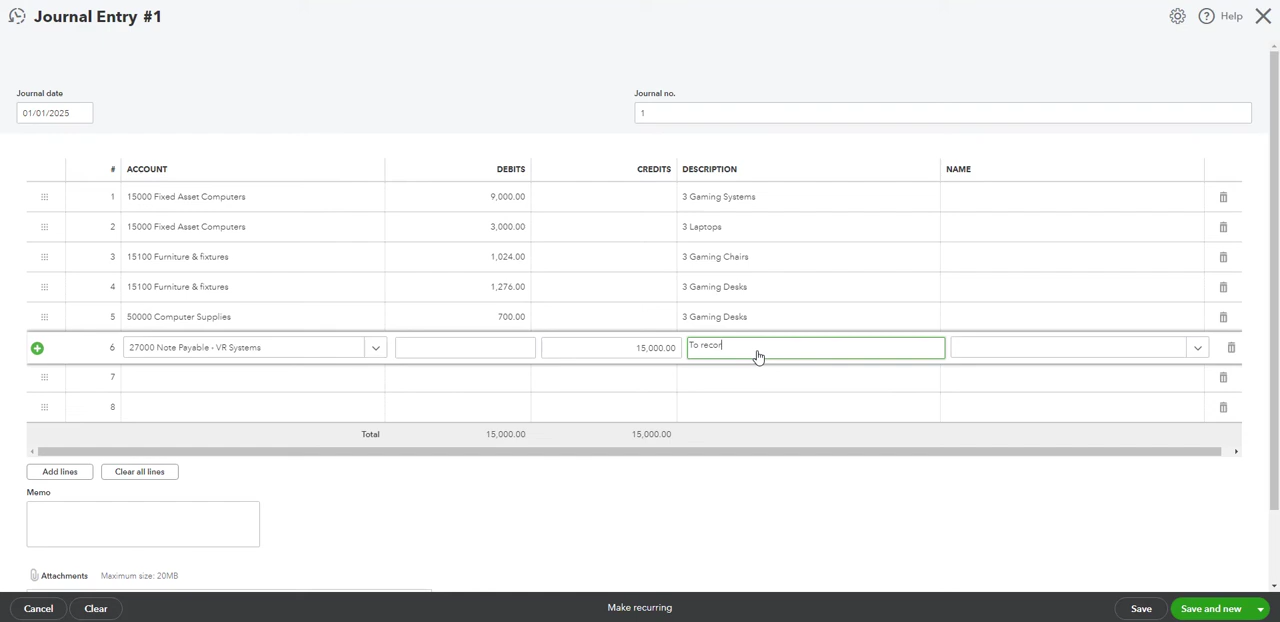 Journal Entry #1
Help
Journal date
Journal no.
01/01/2025
1
# ACCOUNT DEBITS CREDITS DESCRIPTION NAME
1 15000 Fixed Asset Computers 9,000.00 3 Gaming Systems
2 15000 Fixed Asset Computers 3,000.00 3 Laptops
3 15100 Furniture & fixtures 1,024.00 3 Gaming Chairs
4 15100 Furniture & fixtures 1,276.00 3 Gaming Desks
5 50000 Computer Supplies 700.00 3 Gaming Desks
6 27000 Note Payable - VR Systems 15,000.00 To recor
7
8
Total 15,000.00 15,000.00
Add lines Clear all lines
Memo
Attachments Maximum size: 20MB
Cancel Clear Make recurring Save Save and new